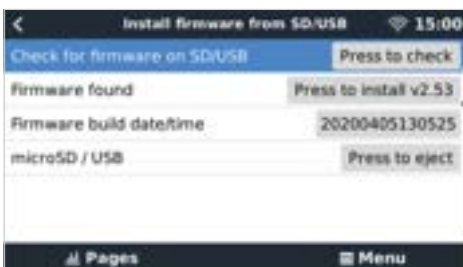 Install firmware from SD/USB 15:00
Check for firmware on SD/USB Press to check
Firmware found Press to install v2.53
Firmware build date/time 20200405130525
microSD / USB Press to eject
Pages Menu